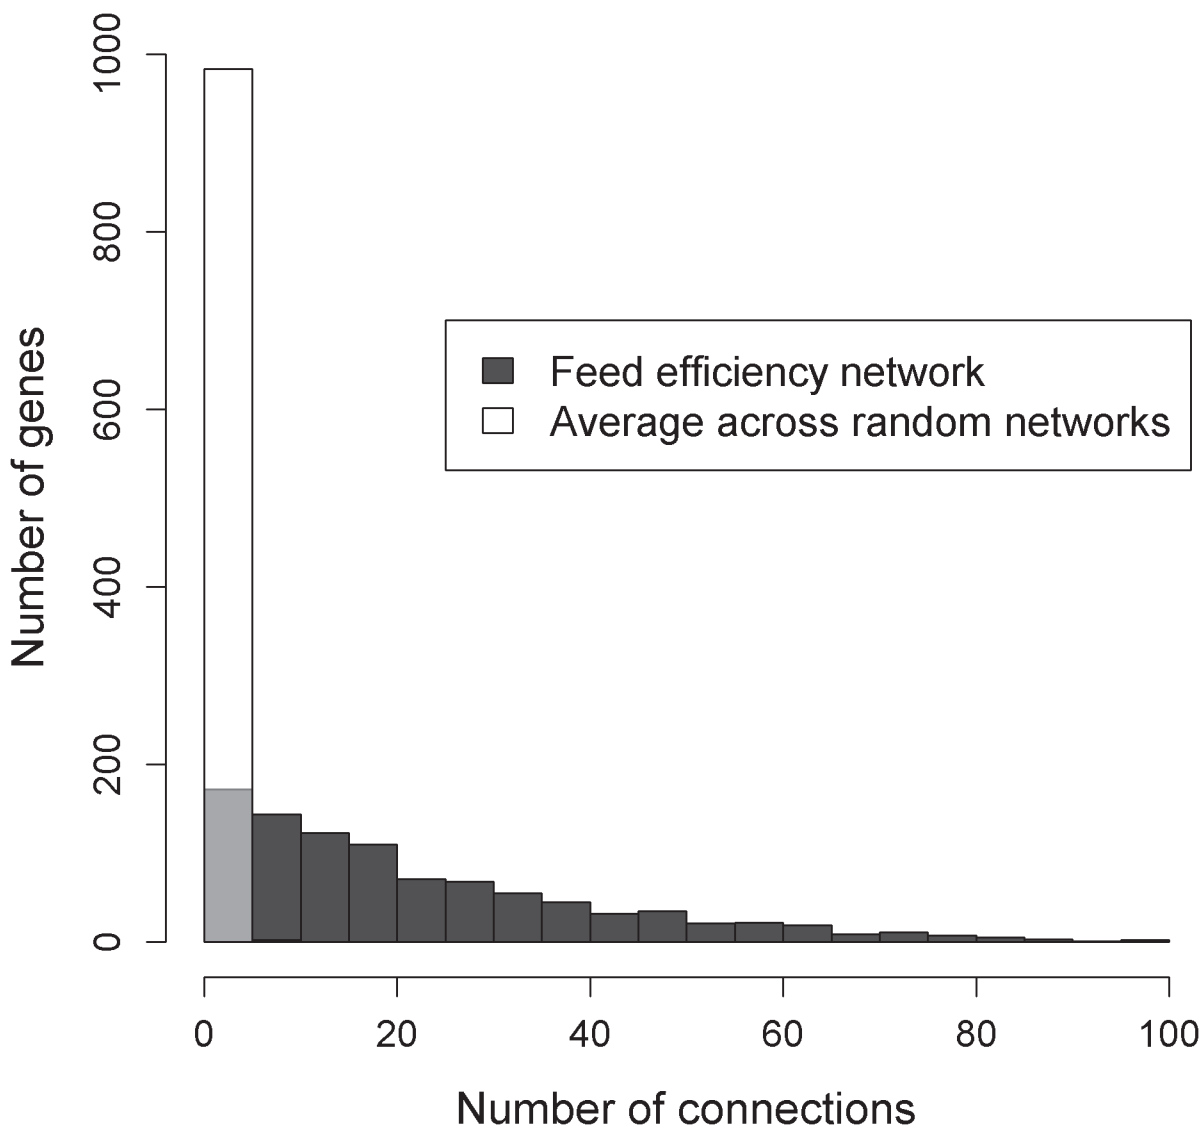 1000
800
600
400
200
0
Number of genes
Feed efficiency network
Average across random networks
0 20 40 60 80 100
Number of connections